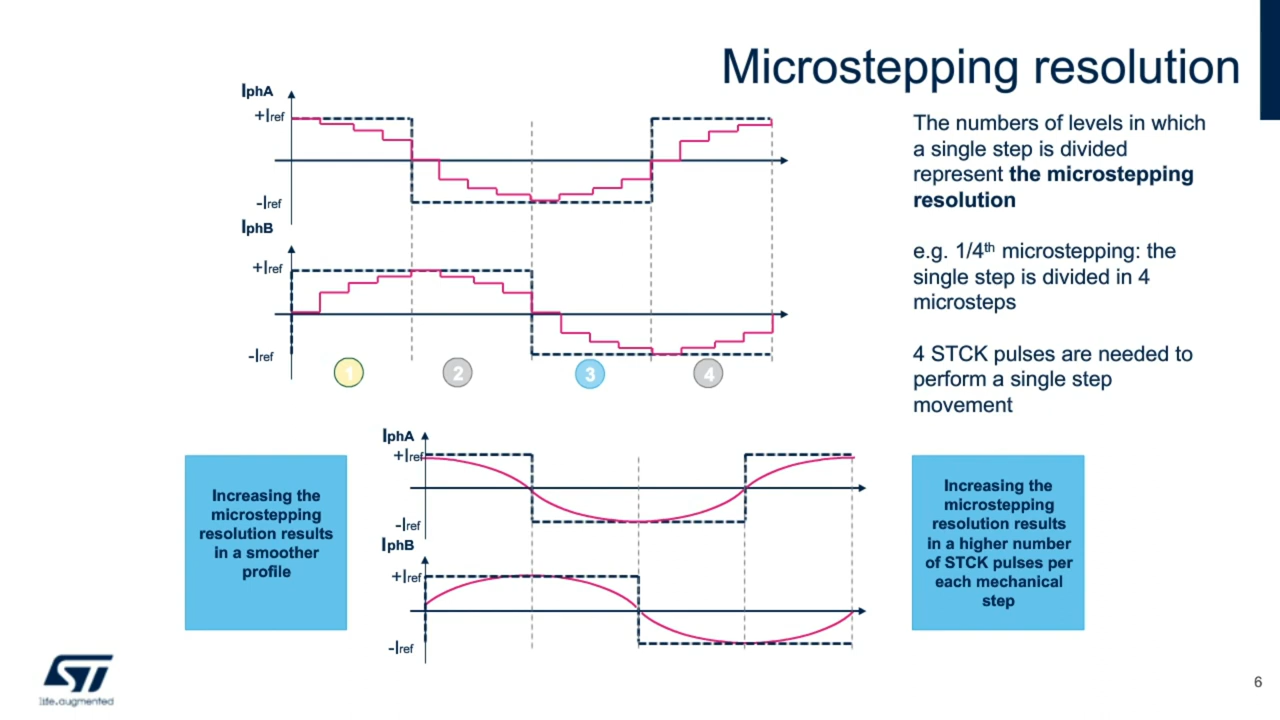 Microstepping resolution
IphA
+Iref
-Iref
IphB
+Iref
-Iref
1
2
3
4
The numbers of levels in which
a single step is divided
represent the microstepping
resolution
e.g. 1/4th microstepping: the
single step is divided in 4
microsteps
4 STCK pulses are needed to
perform a single step
movement
IphA
+Iref
-Iref
IphB
+Iref
-Iref
Increasing the
microstepping
resolution results
in a smoother
profile
Increasing the
microstepping
resolution results
in a higher number
of STCK pulses per
each mechanical
step
ST
life.augmented
6